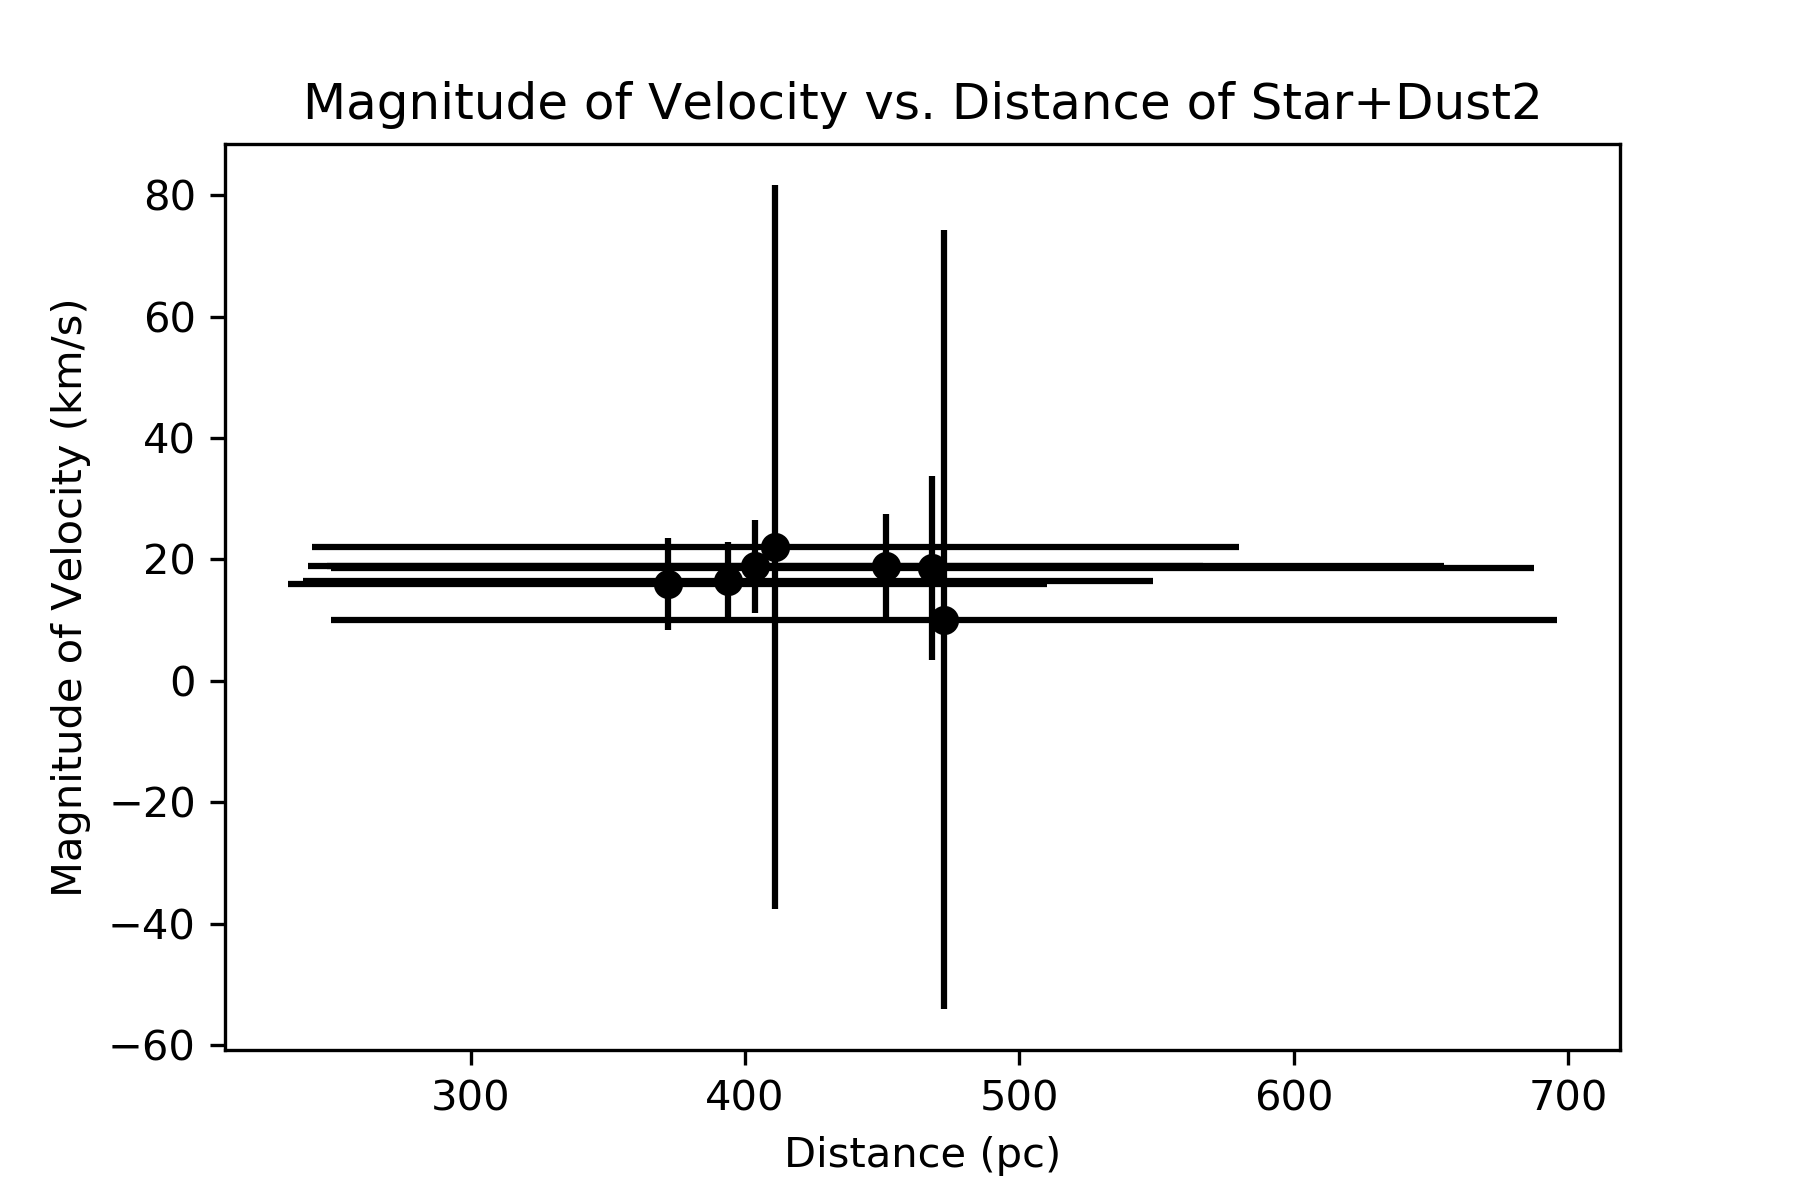 Magnitude of Velocity vs. Distance of Star+Dust2
Magnitude of Velocity (km/s)
80
60
40
20
0
−20
−40
−60
300 400 500 600 700
Distance (pc)